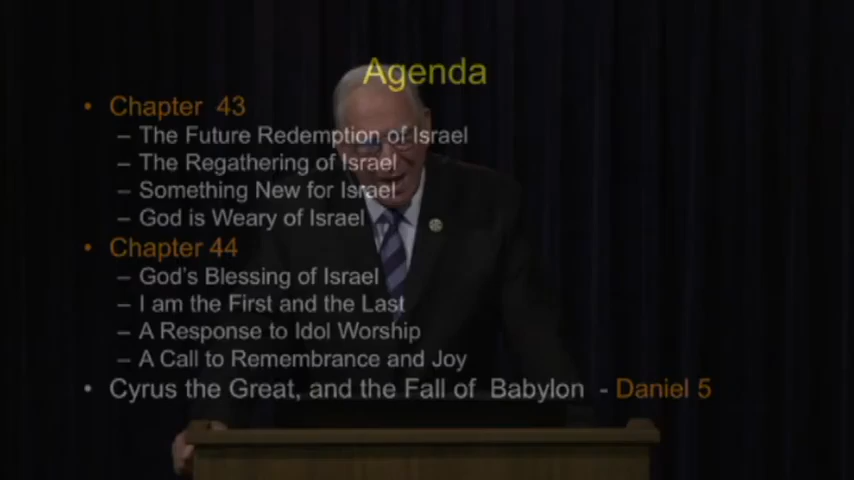 Agenda
• Chapter 43
– The Future Redemption of Israel
– The Regathering of Israel
– Something New for Israel
– God is Weary of Israel
• Chapter 44
– God's Blessing of Israel
– I am the First and the Last
– A Response to Idol Worship
– A Call to Remembrance and Joy
• Cyrus the Great, and the Fall of Babylon - Daniel 5